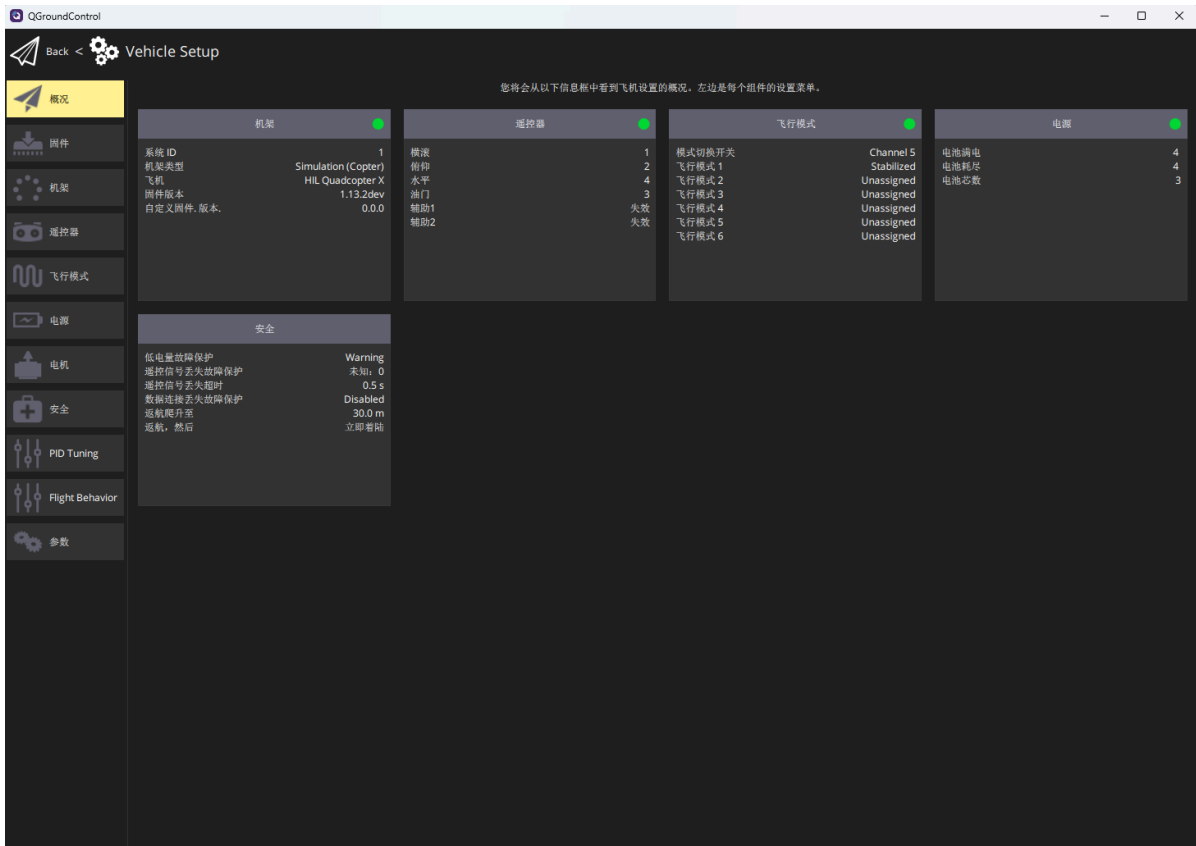 QGroundControl
Back < Vehicle Setup
概况
固件
机架
遥控器
飞行模式
电源
电机
安全
PID Tuning
Flight Behavior
参数
您将会从以下信息框中看到飞机设置的概况。左边是每个组件的设置菜单。
机架
系统 ID 1
机架类型 Simulation (Copter)
飞机 HIL Quadcopter X
固件版本 1.13.2dev
自定义固件. 版本. 0.0.0
遥控器
横滚 1
俯仰 2
水平 4
油门 3
辅助1 失效
辅助2 失效
飞行模式
模式切换开关 Channel 5
飞行模式 1 Stabilized
飞行模式 2 Unassigned
飞行模式 3 Unassigned
飞行模式 4 Unassigned
飞行模式 5 Unassigned
飞行模式 6 Unassigned
电源
电池满电 4
电池耗尽 4
电池芯数 3
安全
低电量故障保护 Warning
遥控信号丢失故障保护 未知：0
遥控信号丢失超时 0.5 s
数据连接丢失故障保护 Disabled
返航爬升至 30.0 m
返航，然后 立即着陆